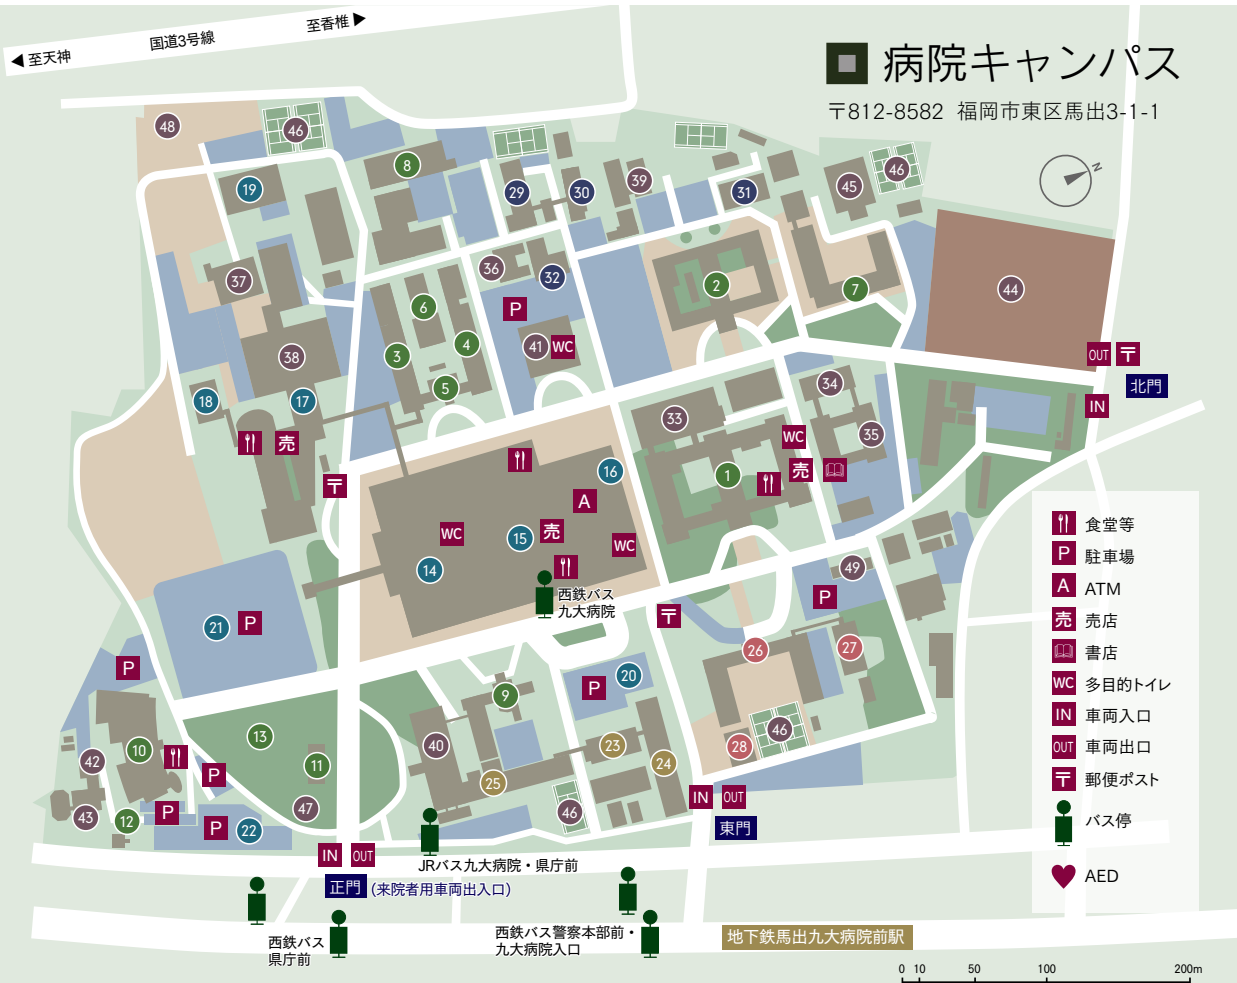 至香椎
国道3号線
至天神
病院キャンパス
〒812-8582 福岡市東区馬出3-1-1
N
48
46
8
19
29
30
39
31
45
46
37
36
32
2
7
44
6
P
3
4
41
WC
38
5
OUT
〒
北門
IN
18
17
34
33
35
売
WC
16
1
売
〒
A
WC
15
売
WC
14
食堂等
P
駐車場
A
ATM
売
売店
書店
WC
多目的トイレ
IN
車両入口
OUT
車両出口
〒
郵便ポスト
バス停
AED
西鉄バス
九大病院
49
P
〒
21
P
26
27
P
20
P
9
13
10
40
23
46
28
42
11
P
24
25
47
43
12
P
P
22
46
IN
OUT
東門
IN
OUT
JRバス九大病院・県庁前
正門
(来院者用車両出入口)
西鉄バス
県庁前
西鉄バス警察本部前・
九大病院入口
地下鉄馬出九大病院前駅
0 10 50 100 200m